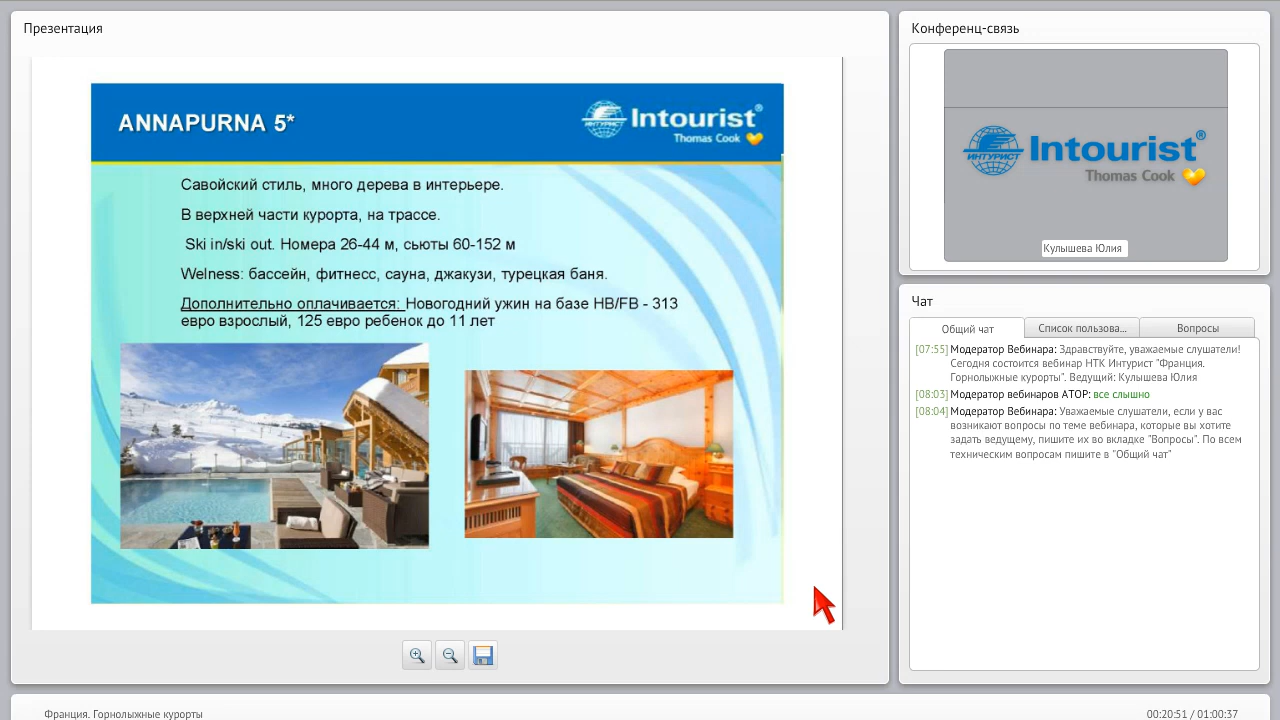 Презентация
ANNAPURNA 5*
ИНТУРИСТ
Intourist®
Thomas Cook
Савойский стиль, много дерева в интерьере.
В верхней части курорта, на трассе.
Ski in/ski out. Номера 26-44 м, сьюты 60-152 м
Welness: бассейн, фитнесс, сауна, джакузи, турецкая баня.
Дополнительно оплачивается: Новогодний ужин на базе HB/FB - 313
евро взрослый, 125 евро ребенок до 11 лет
Конференц-связь
ИНТУРИСТ
Intourist®
Thomas Cook
Кулышева Юлия
Чат
Общий чат
Список пользова...
Вопросы
[07:55] Модератор Вебинара: Здравствуйте, уважаемые слушатели!
Сегодня состоится вебинар НТК Интурист "Франция.
Горнолыжные курорты". Ведущий: Кулышева Юлия
[08:03] Модератор вебинаров АТОР: все слышно
[08:04] Модератор Вебинара: Уважаемые слушатели, если у вас
возникают вопросы по теме вебинара, которые вы хотите
задать ведущему, пишите их во вкладке "Вопросы". По всем
техническим вопросам пишите в "Общий чат"
Франция. Горнолыжные курорты
00:20:51 / 01:00:37